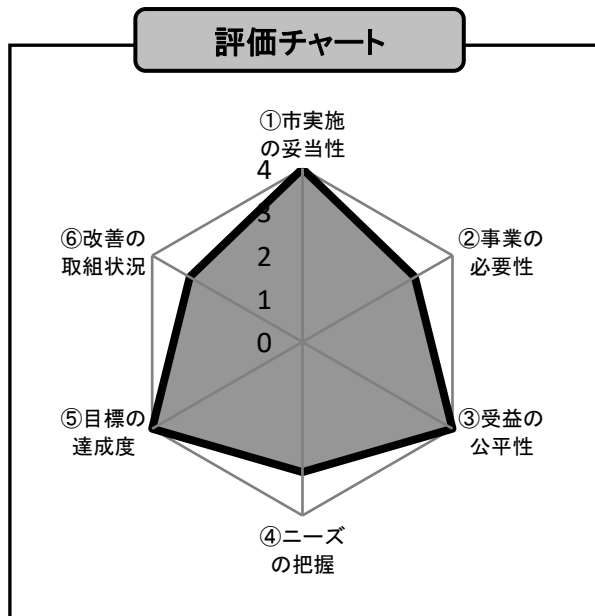 評価チャート
①市実施
の妥当性
4
3
2
1
0
②事業の
必要性
③受益の
公平性
④ニーズ
の把握
⑤目標の
達成度
⑥改善の
取組状況